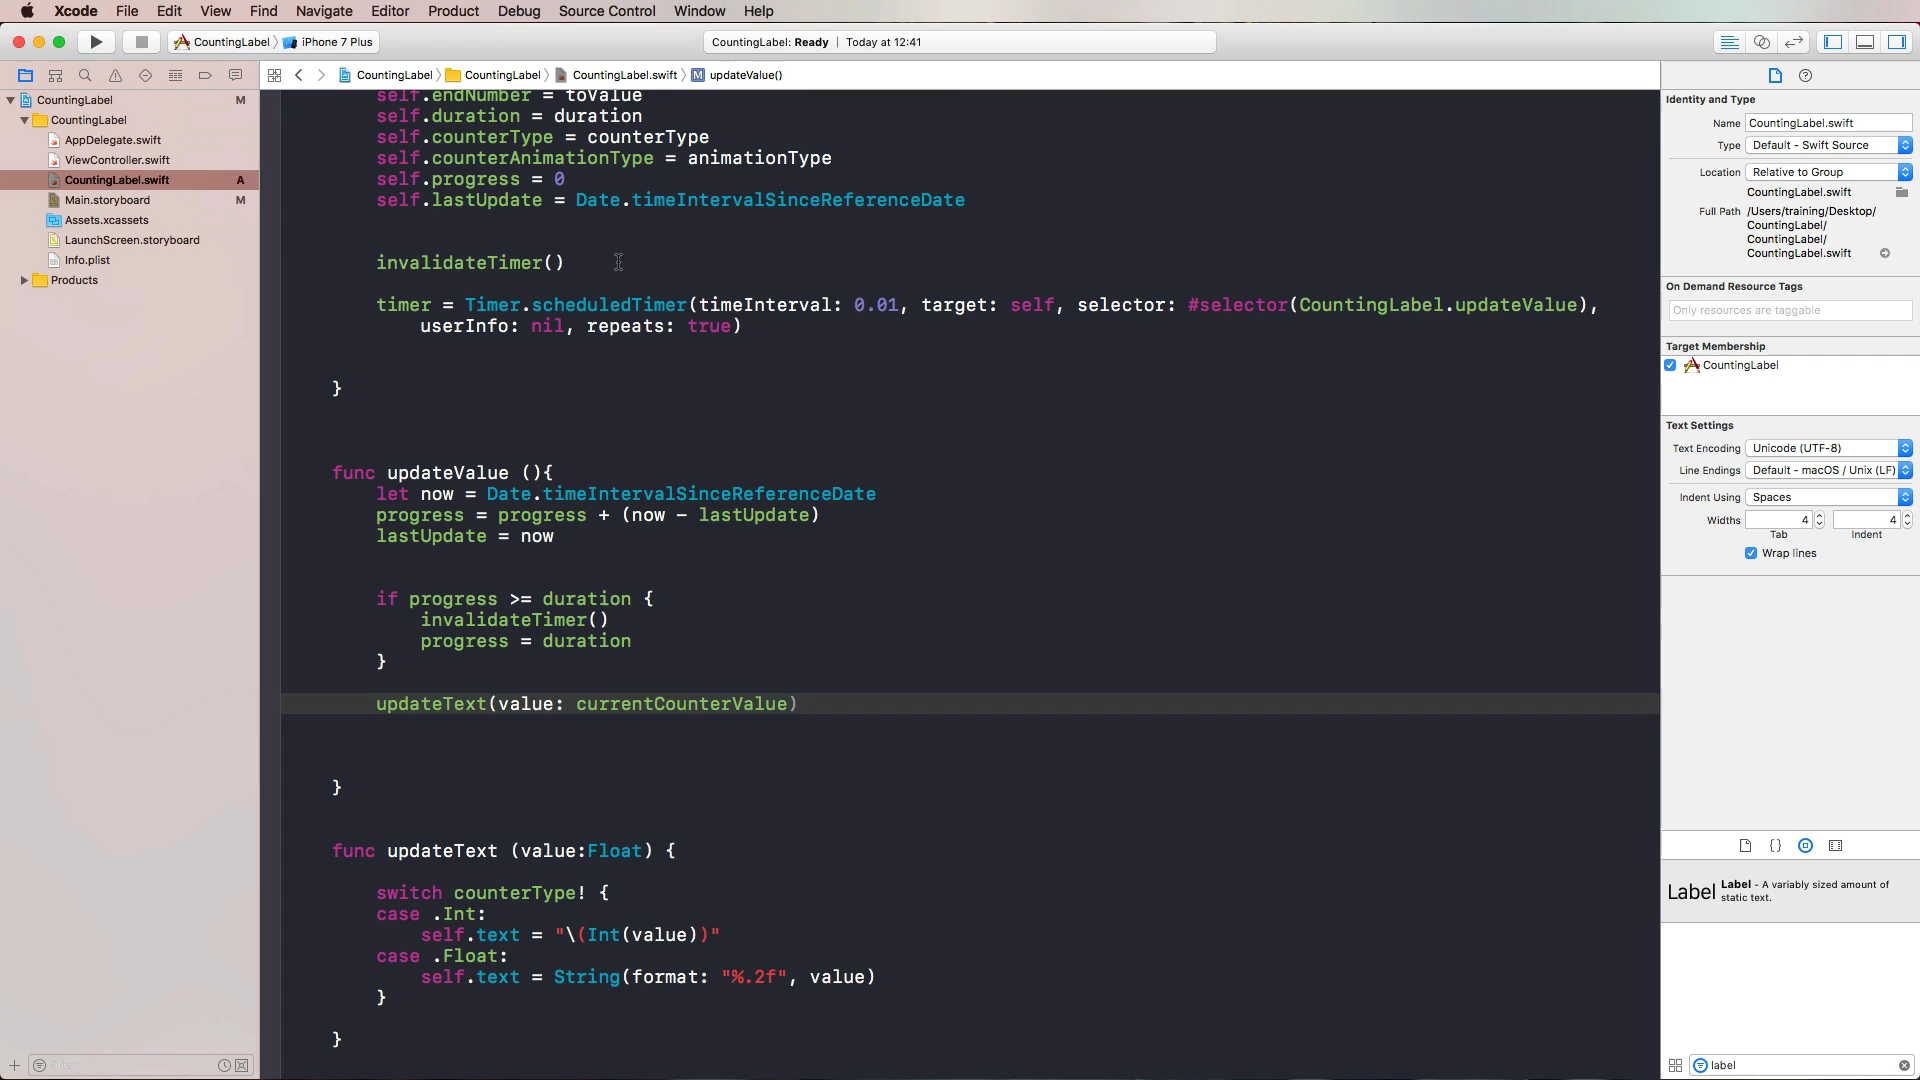 Xcode File Edit View Find Navigate Editor Product Debug Source Control Window Help
CountingLabel iPhone 7 Plus
CountingLabel: Ready | Today at 12:41
CountingLabel CountingLabel CountingLabel.swift M updateValue()
CountingLabel M
CountingLabel
AppDelegate.swift
ViewController.swift
CountingLabel.swift A
Main.storyboard M
Assets.xcassets
LaunchScreen.storyboard
Info.plist
Products
self.endNumber = toValue
self.duration = duration
self.counterType = counterType
self.counterAnimationType = animationType
self.progress = 0
self.lastUpdate = Date.timeIntervalSinceReferenceDate
invalidateTimer()
timer = Timer.scheduledTimer(timeInterval: 0.01, target: self, selector: #selector(CountingLabel.updateValue),
userInfo: nil, repeats: true)
}
func updateValue (){
let now = Date.timeIntervalSinceReferenceDate
progress = progress + (now - lastUpdate)
lastUpdate = now
if progress >= duration {
invalidateTimer()
progress = duration
}
updateText(value: currentCounterValue)
}
func updateText (value:Float) {
switch counterType! {
case .Int:
self.text = "\(Int(value))"
case .Float:
self.text = String(format: "%.2f", value)
}
}
Identity and Type
Name CountingLabel.swift
Type Default - Swift Source
Location Relative to Group
CountingLabel.swift
Full Path /Users/training/Desktop/
CountingLabel/
CountingLabel/
CountingLabel.swift
On Demand Resource Tags
Only resources are taggable
Target Membership
CountingLabel
Text Settings
Text Encoding Unicode (UTF-8)
Line Endings Default - macOS / Unix (LF)
Indent Using Spaces
Widths 4 4
Tab Indent
Wrap lines
{}
Label Label - A variably sized amount of
static text.
Filter
label